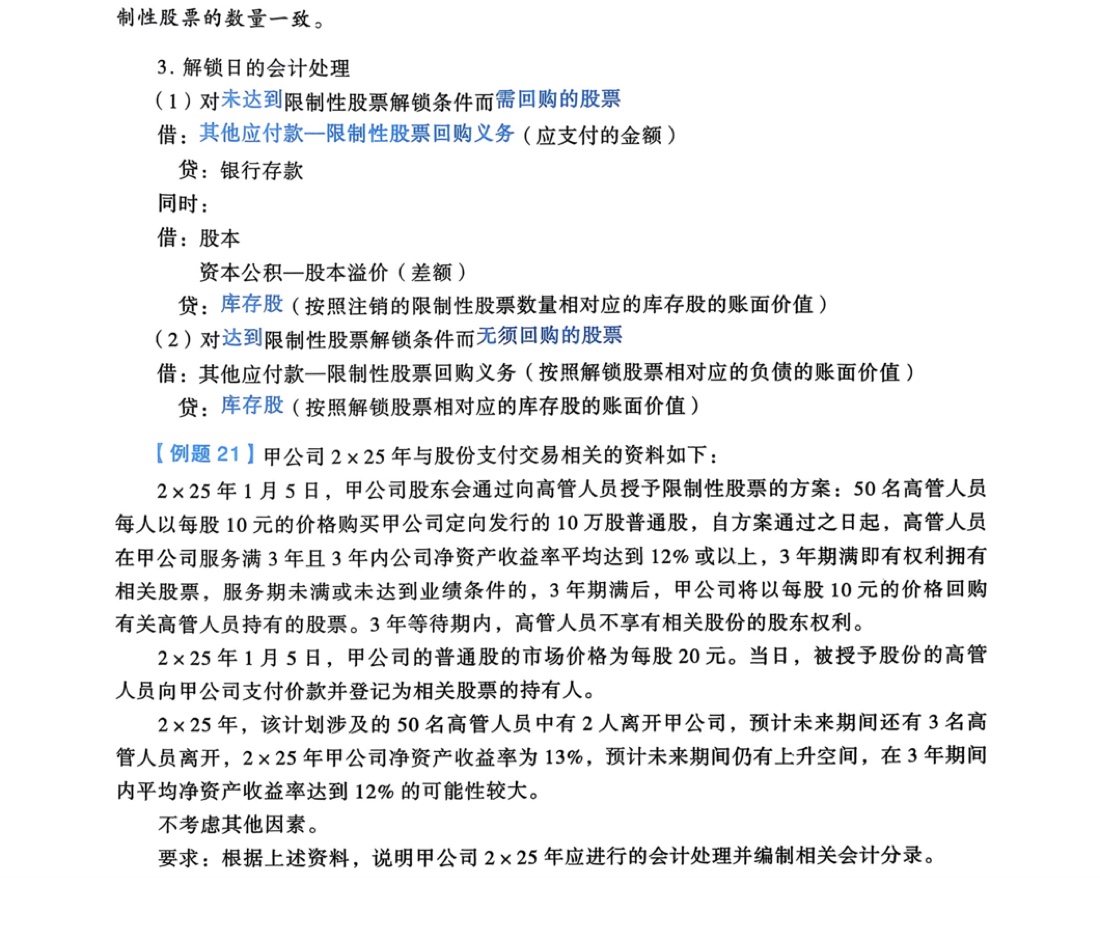 制性股票的数量一致。
3. 解锁日的会计处理
（1）对未达到限制性股票解锁条件而需回购的股票
借：其他应付款—限制性股票回购义务（应支付的金额）
贷：银行存款
同时：
借：股本
资本公积—股本溢价（差额）
贷：库存股（按照注销的限制性股票数量相对应的库存股的账面价值）
（2）对达到限制性股票解锁条件而无须回购的股票
借：其他应付款—限制性股票回购义务（按照解锁股票相对应的负债的账面价值）
贷：库存股（按照解锁股票相对应的库存股的账面价值）
【例题 21】甲公司 2×25 年与股份支付交易相关的资料如下：
2×25 年 1 月 5 日，甲公司股东会通过向高管人员授予限制性股票的方案：50 名高管人员
每人以每股 10 元的价格购买甲公司定向发行的 10 万股普通股，自方案通过之日起，高管人员
在甲公司服务满 3 年且 3 年内公司净资产收益率平均达到 12% 或以上，3 年期满即有权利拥有
相关股票，服务期未满或未达到业绩条件的，3 年期满后，甲公司将以每股 10 元的价格回购
有关高管人员持有的股票。3 年等待期内，高管人员不享有相关股份的股东权利。
2×25 年 1 月 5 日，甲公司的普通股的市场价格为每股 20 元。当日，被授予股份的高管
人员向甲公司支付价款并登记为相关股票的持有人。
2×25 年，该计划涉及的 50 名高管人员中有 2 人离开甲公司，预计未来期间还有 3 名高
管人员离开，2×25 年甲公司净资产收益率为 13%，预计未来期间仍有上升空间，在 3 年期间
内平均净资产收益率达到 12% 的可能性较大。
不考虑其他因素。
要求：根据上述资料，说明甲公司 2×25 年应进行的会计处理并编制相关会计分录。